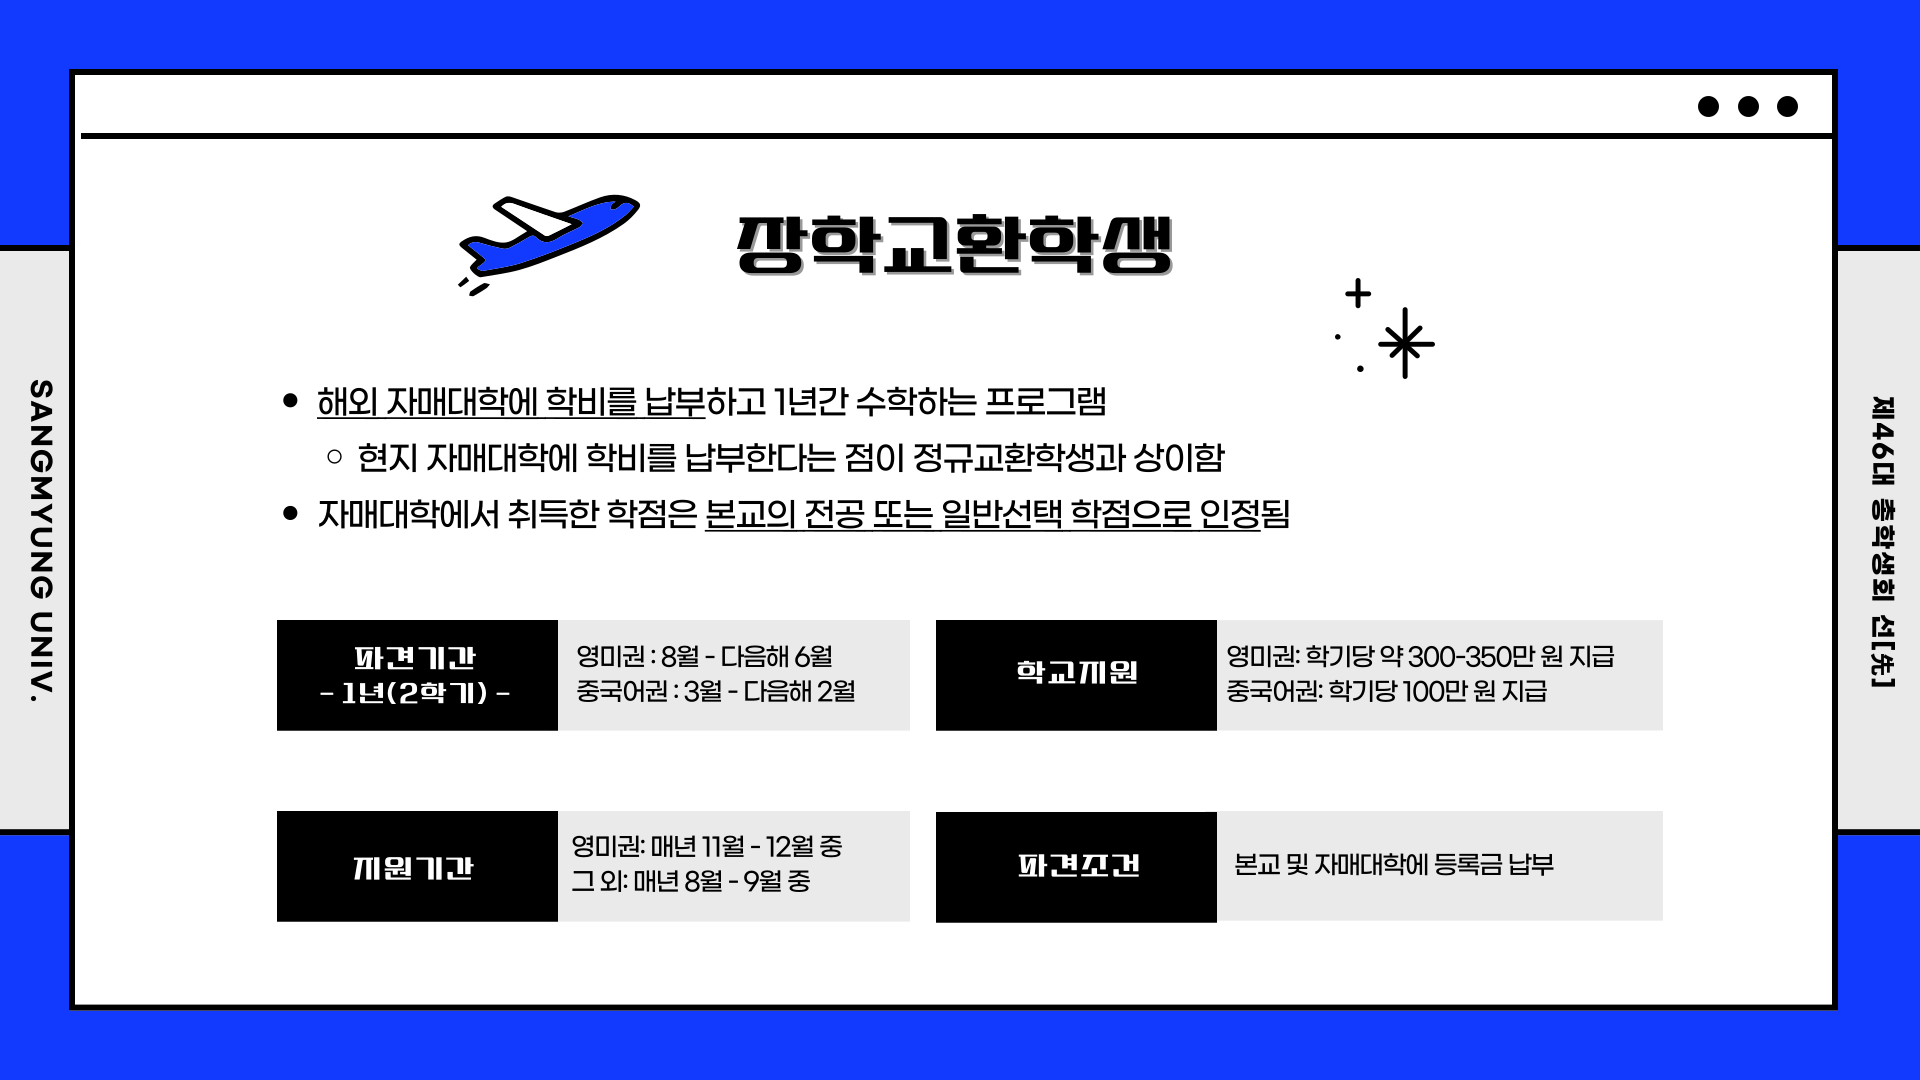 장학교환학생
해외 자매대학에 학비를 납부하고 1년간 수학하는 프로그램
현지 자매대학에 학비를 납부한다는 점이 정규교환학생과 상이함
자매대학에서 취득한 학점은 본교의 전공 또는 일반선택 학점으로 인정됨
파견기간
- 1년(2학기) -
영미권 : 8월 - 다음해 6월
중국어권 : 3월 - 다음해 2월
학교지원
영미권: 학기당 약 300-350만 원 지급
중국어권: 학기당 100만 원 지급
지원기간
영미권: 매년 11월 - 12월 중
그 외: 매년 8월 - 9월 중
파견조건
본교 및 자매대학에 등록금 납부
SANGMYUNG UNIV.
제46대 총학생회 선[先]